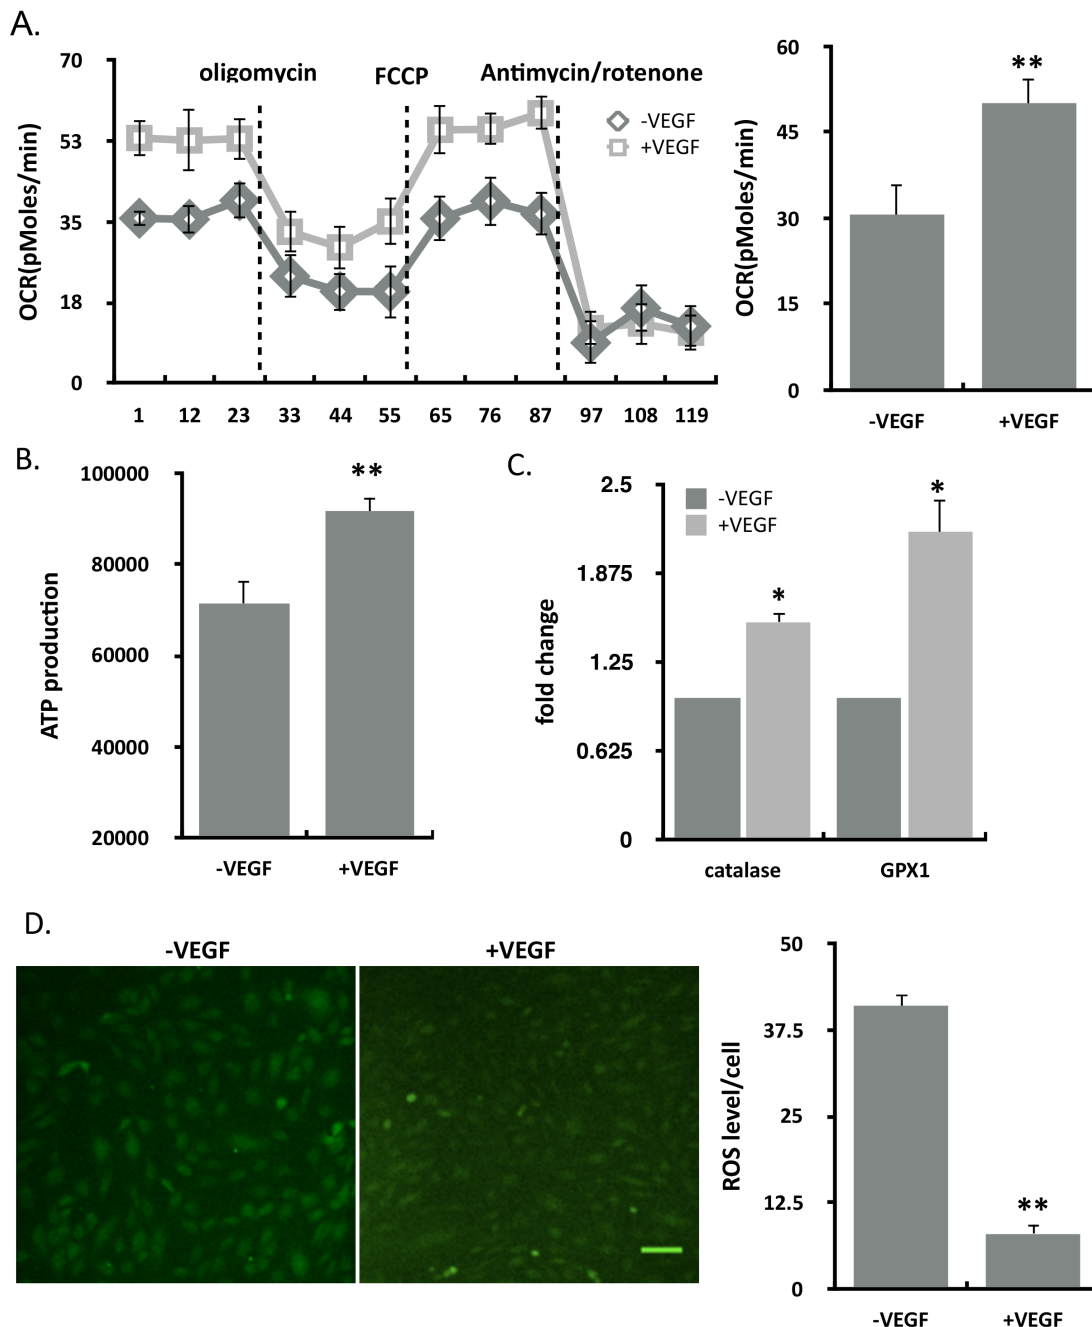 A.
70
53
35
18
0
OCR(pMoles/min)
oligomycin
FCCP
Antimycin/rotenone
-VEGF
+VEGF
1 12 23 33 44 55 65 76 87 97 108 119
60
45
30
15
0
OCR(pMoles/min)
**
-VEGF +VEGF
B.
100000
80000
60000
40000
20000
ATP production
**
-VEGF +VEGF
C.
2.5
1.875
1.25
0.625
0
fold change
-VEGF
+VEGF
*
*
catalase GPX1
D.
-VEGF +VEGF
50
37.5
25
12.5
0
ROS level/cell
**
-VEGF +VEGF